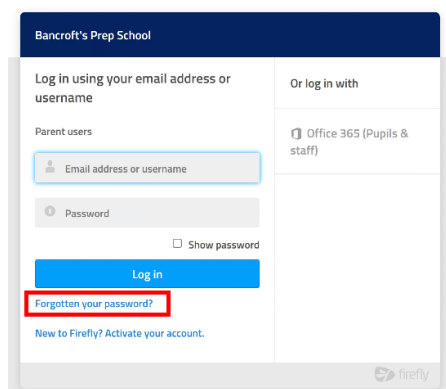 Bancroft's Prep School
Log in using your email address or
username
Parent users
Email address or username
Password
Show password
Log in
Forgotten your password?
New to Firefly? Activate your account.
Or log in with
Office 365 (Pupils &
staff)
firefly